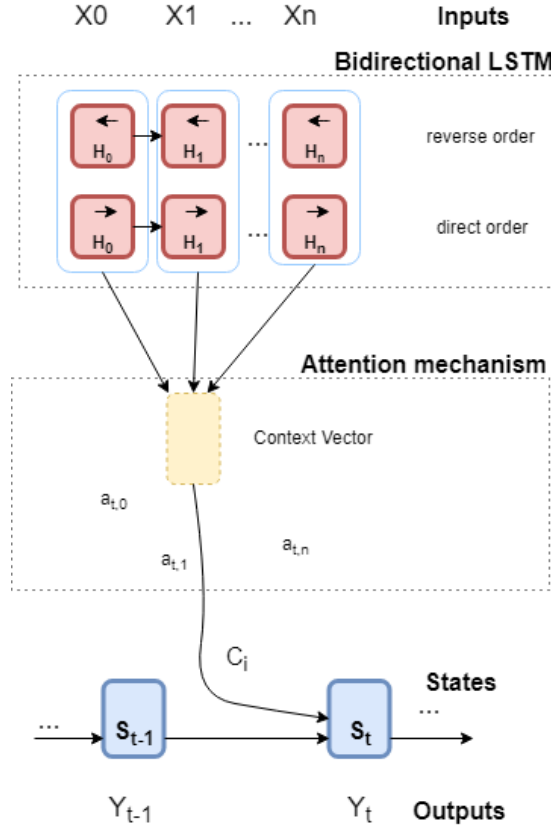 X0 X1 ... Xn Inputs
Bidirectional LSTM
H0 H1 ... Hn reverse order
H0 H1 ... Hn direct order
Attention mechanism
Context Vector
at,0
at,1
at,n
Ci
States
... St-1 St ...
Yt-1 Yt Outputs